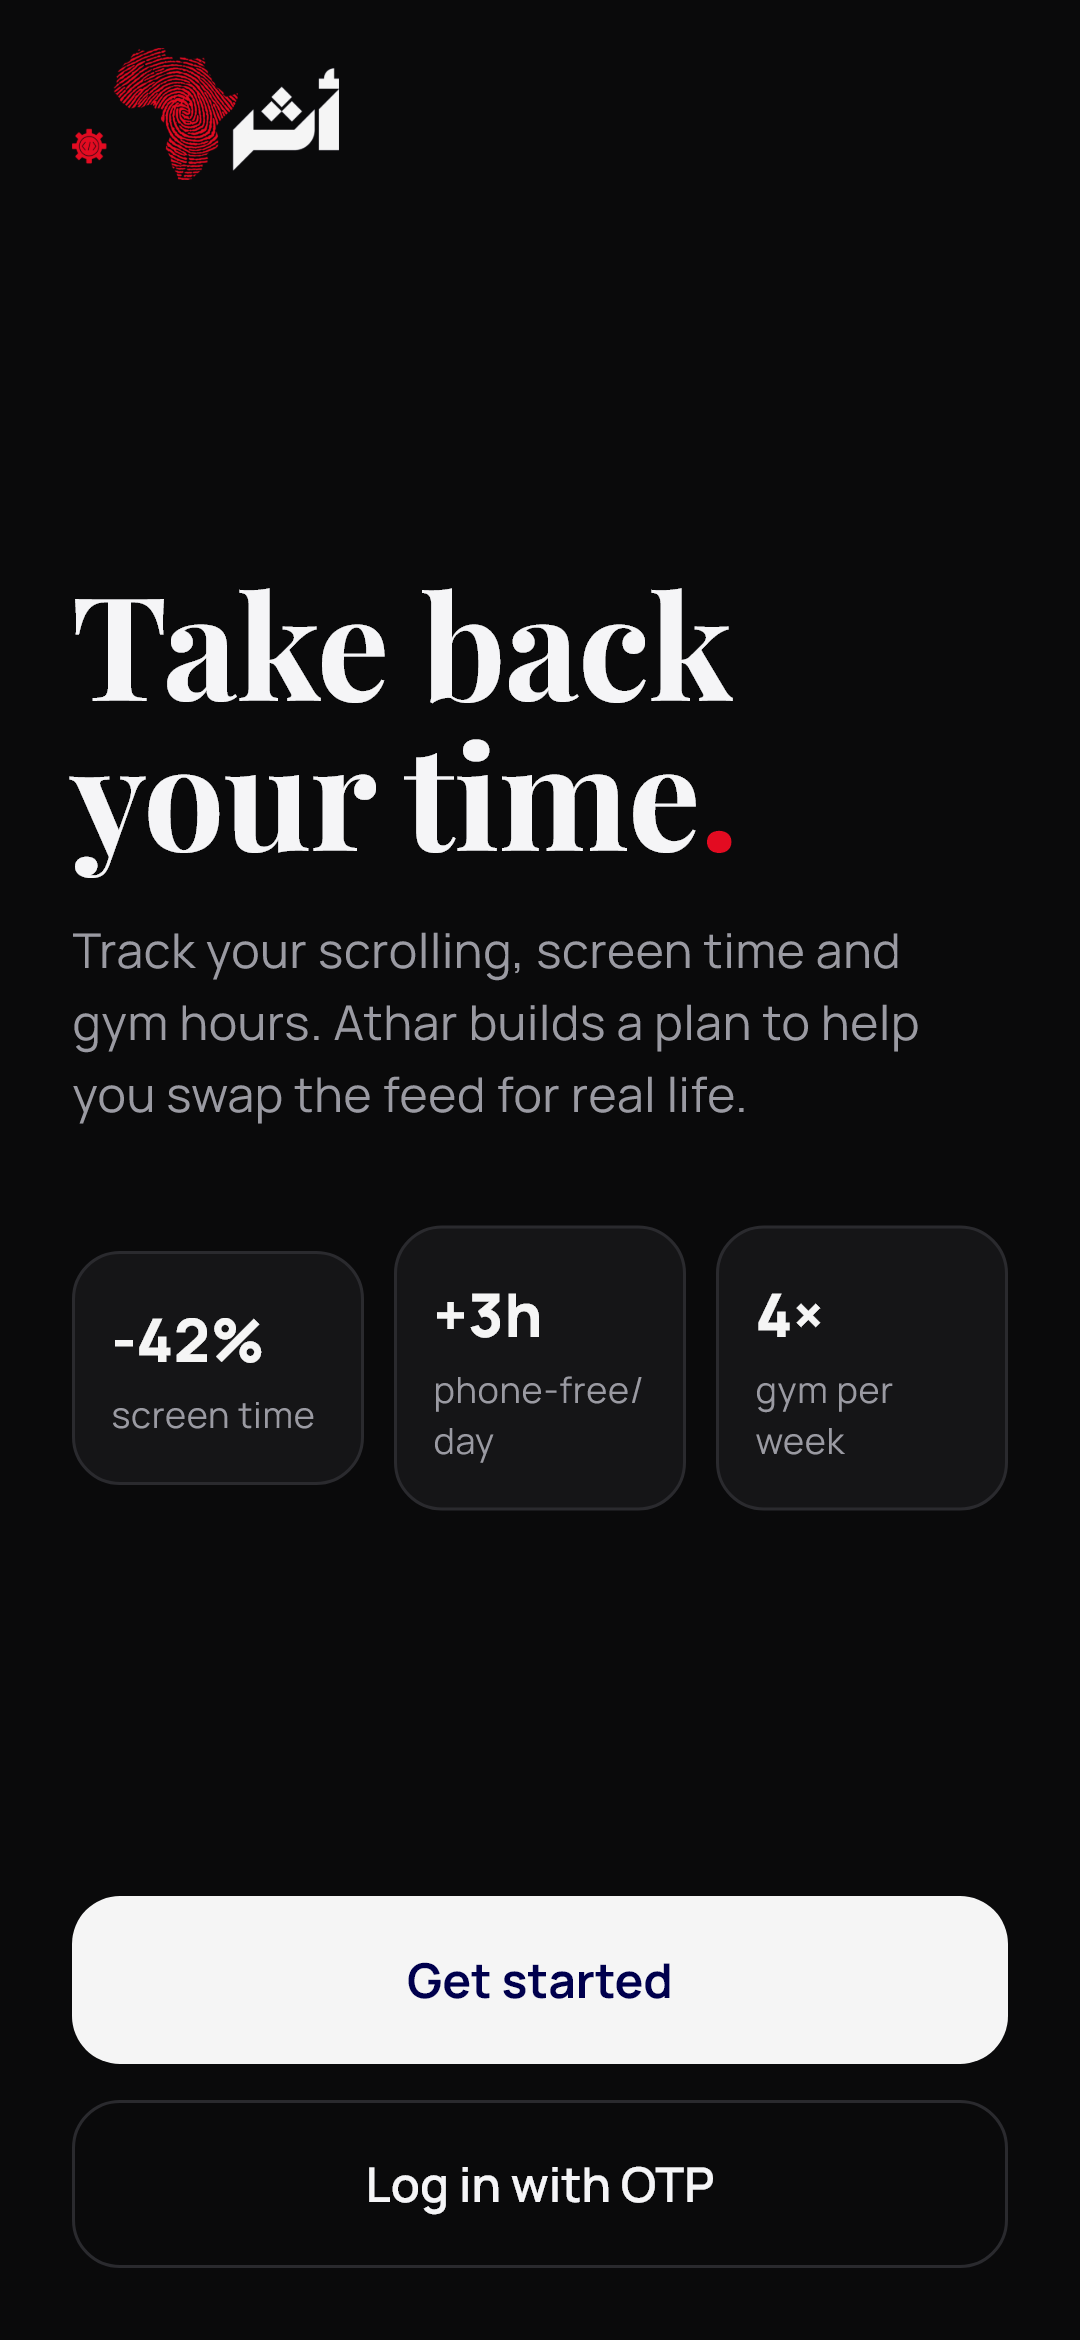 أثر
Take back
your time.
Track your scrolling, screen time and
gym hours. Athar builds a plan to help
you swap the feed for real life.
-42%
screen time
+3h
phone-free/
day
4×
gym per
week
Get started
Log in with OTP